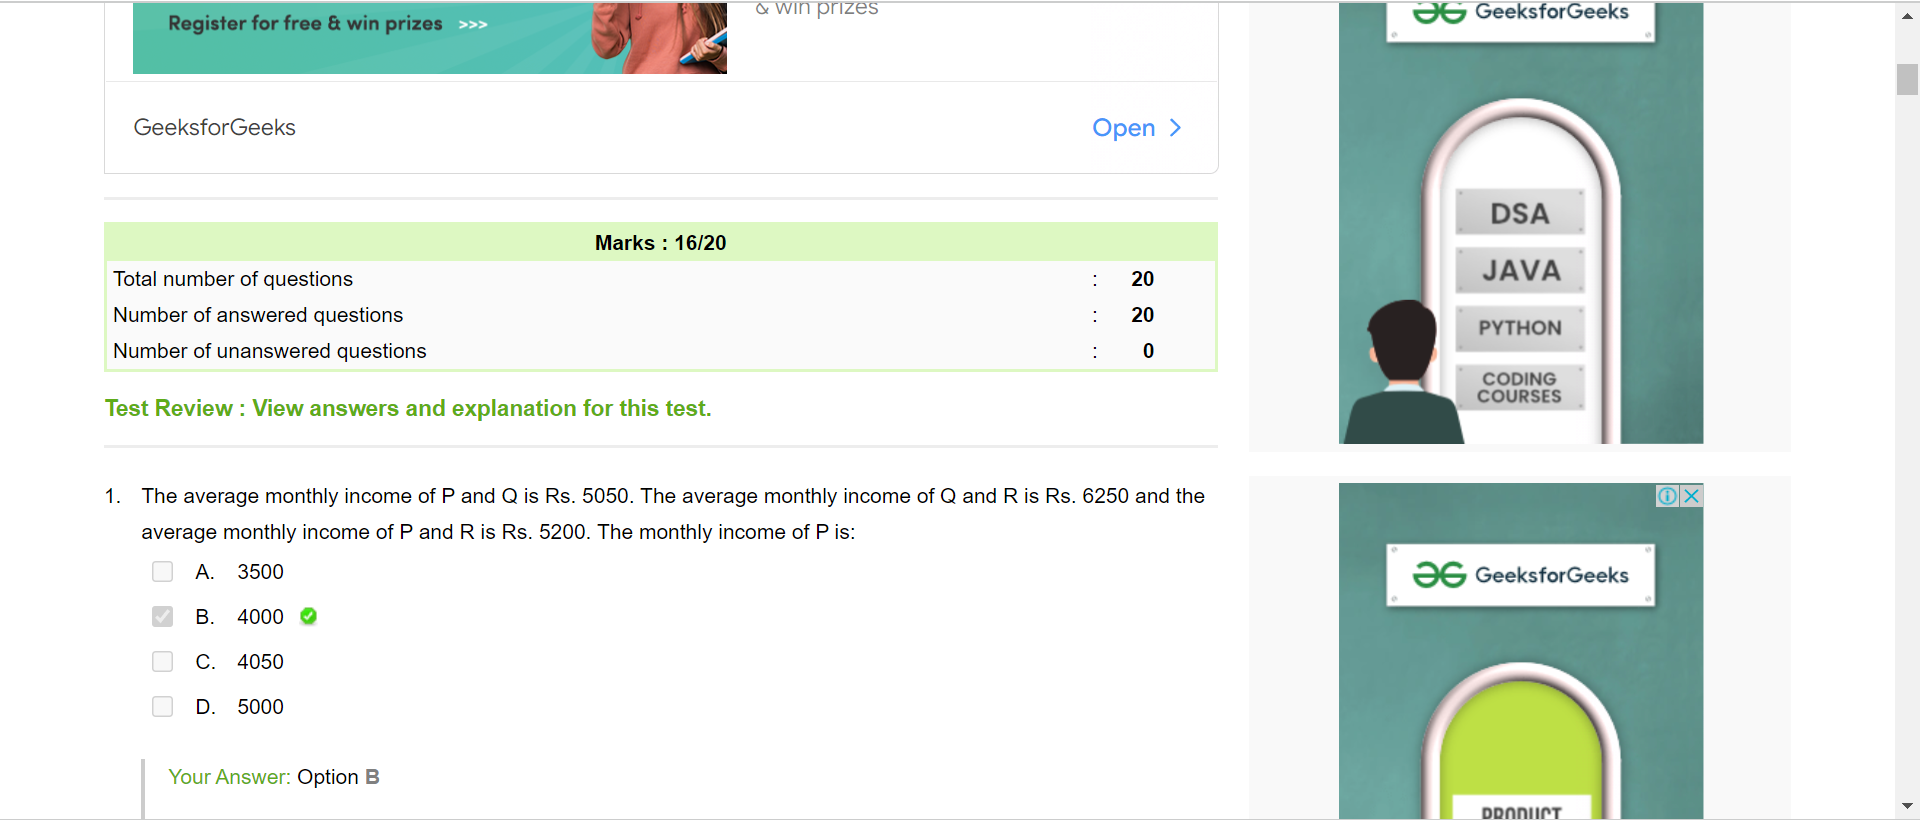 Register for free & win prizes >>>
& win prizes
GeeksforGeeks
Open
Marks : 16/20
Total number of questions : 20
Number of answered questions : 20
Number of unanswered questions : 0
Test Review : View answers and explanation for this test.
1. The average monthly income of P and Q is Rs. 5050. The average monthly income of Q and R is Rs. 6250 and the
average monthly income of P and R is Rs. 5200. The monthly income of P is:
A. 3500
B. 4000
C. 4050
D. 5000
Your Answer: Option B
GeeksforGeeks
DSA
JAVA
PYTHON
CODING
COURSES
GeeksforGeeks
PRODUCT